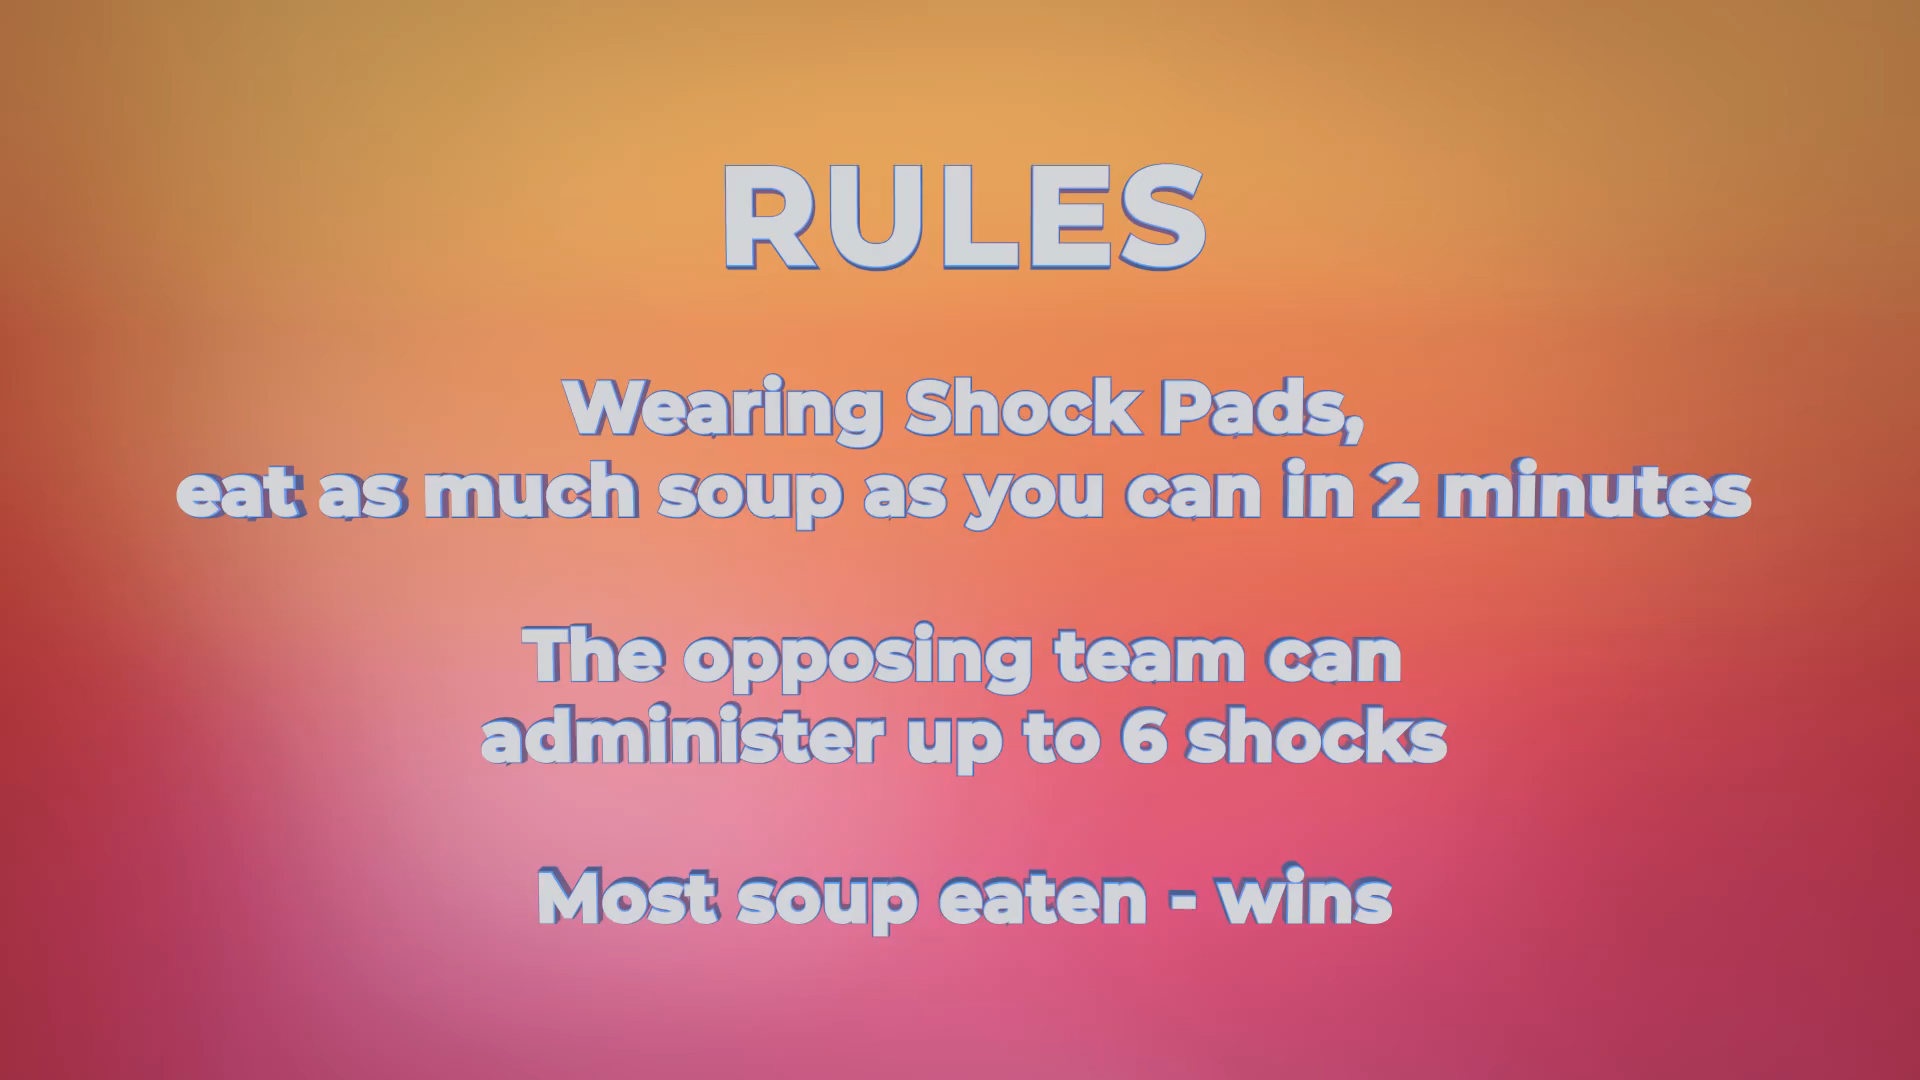 RULES
Wearing Shock Pads,
eat as much soup as you can in 2 minutes
The opposing team can
administer up to 6 shocks
Most soup eaten - wins